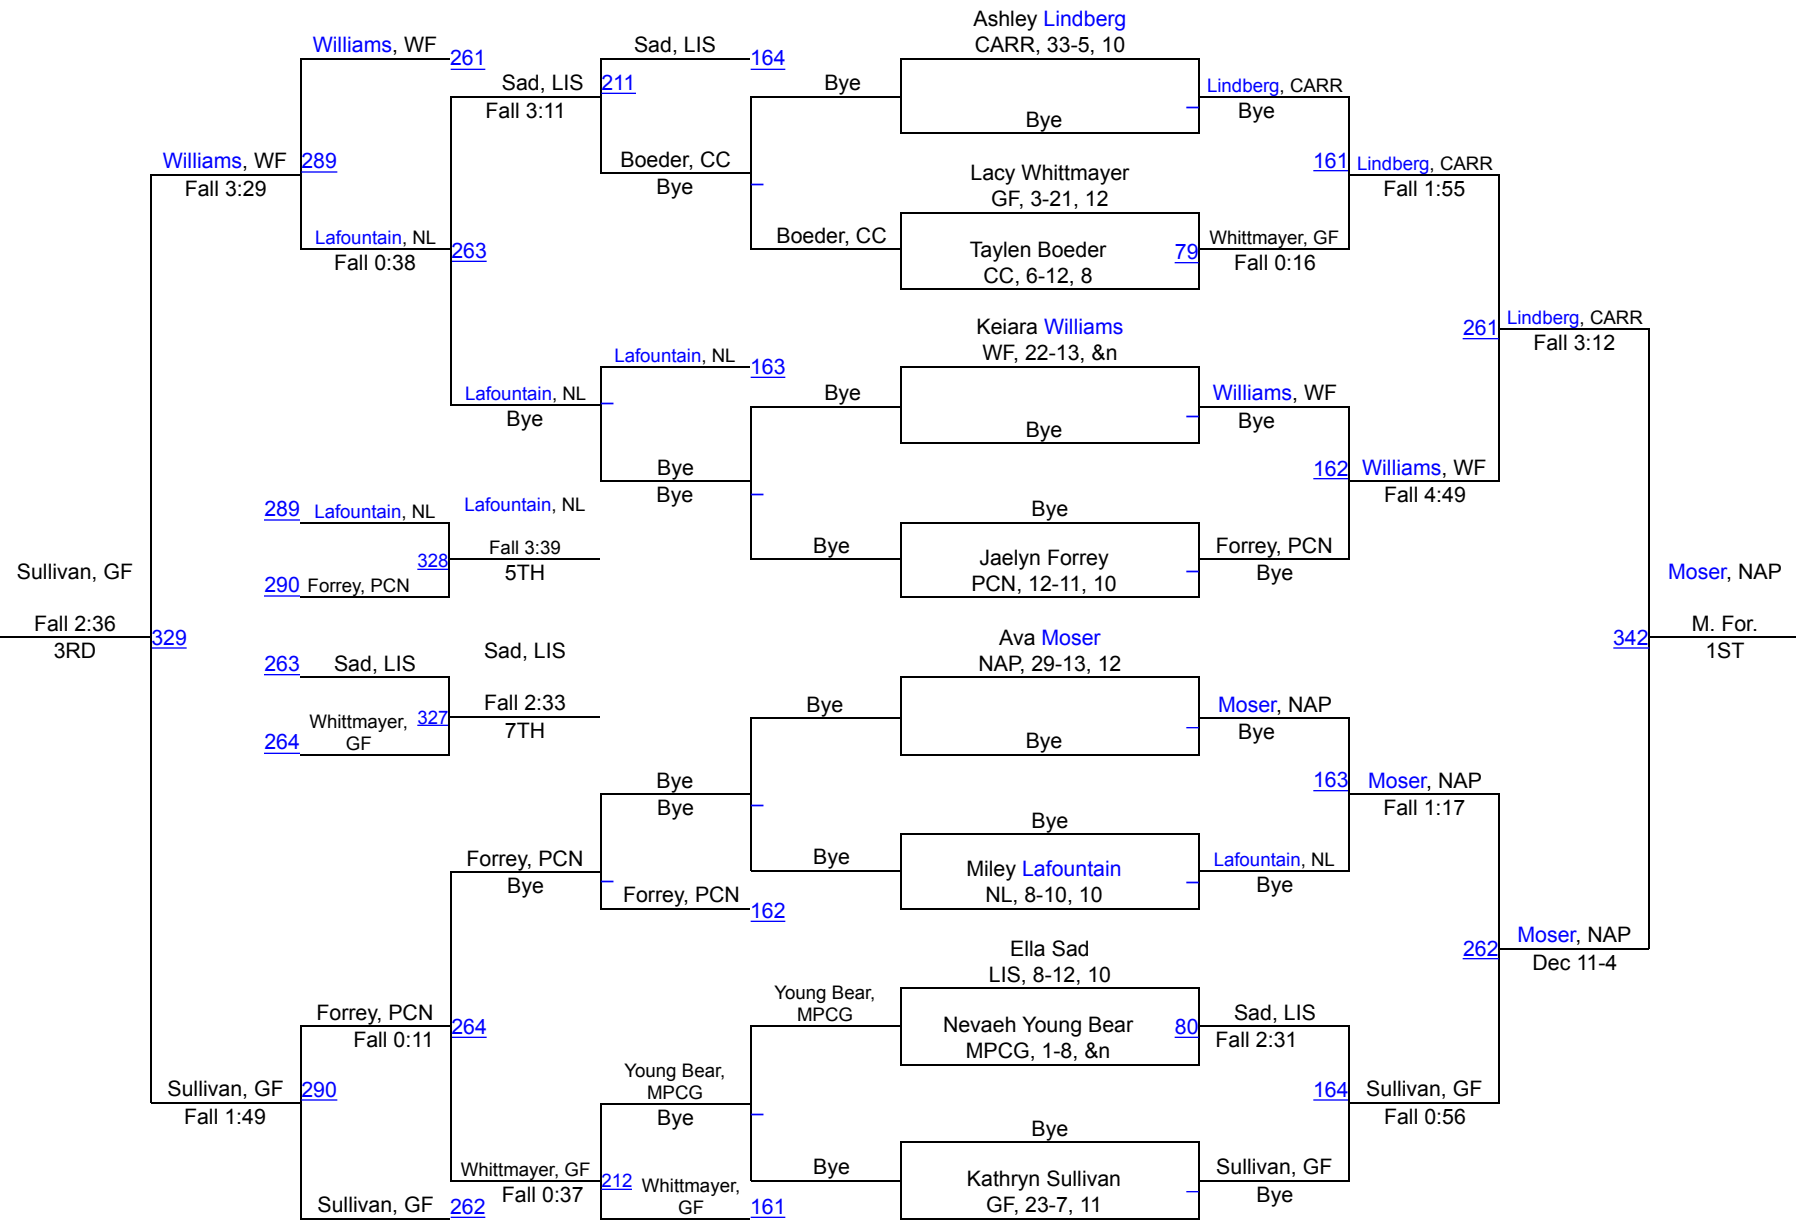 Ashley Lindberg
CARR, 33-5, 10
Williams, WF
261
Sad, LIS
164
Sad, LIS
211
Fall 3:11
Bye
Lindberg, CARR
Bye
Bye
Williams, WF
289
Fall 3:29
Boeder, CC
Bye
Lacy Whittmayer
GF, 3-21, 12
161
Lindberg, CARR
Fall 1:55
Lafountain, NL
Fall 0:38
263
Boeder, CC
Taylen Boeder
CC, 6-12, 8
79
Whittmayer, GF
Fall 0:16
Keiara Williams
WF, 22-13, &n
261
Lindberg, CARR
Fall 3:12
Lafountain, NL
163
Lafountain, NL
Bye
Bye
Williams, WF
Bye
Bye
Bye
Bye
162
Williams, WF
Fall 4:49
289
Lafountain, NL
Lafountain, NL
Bye
328
Fall 3:39
5TH
290
Forrey, PCN
Bye
Jaelyn Forrey
PCN, 12-11, 10
Forrey, PCN
Bye
Sullivan, GF
Fall 2:36
3RD
329
Moser, NAP
342
M. For.
1ST
263
Sad, LIS
Sad, LIS
Ava Moser
NAP, 29-13, 12
Whittmayer,
GF
327
Fall 2:33
7TH
264
Bye
Bye
Moser, NAP
Bye
Bye
Bye
163
Moser, NAP
Fall 1:17
Bye
Forrey, PCN
Bye
Bye
Miley Lafountain
NL, 8-10, 10
Lafountain, NL
Bye
Forrey, PCN
162
Ella Sad
LIS, 8-12, 10
262
Moser, NAP
Dec 11-4
Young Bear,
MPCG
Forrey, PCN
Fall 0:11
264
Nevaeh Young Bear
MPCG, 1-8, &n
80
Sad, LIS
Fall 2:31
Sullivan, GF
290
Fall 1:49
Young Bear,
MPCG
Bye
164
Sullivan, GF
Fall 0:56
Bye
Whittmayer, GF
Fall 0:37
212
Whittmayer,
GF
161
Bye
Kathryn Sullivan
GF, 23-7, 11
Sullivan, GF
Bye
Sullivan, GF
262